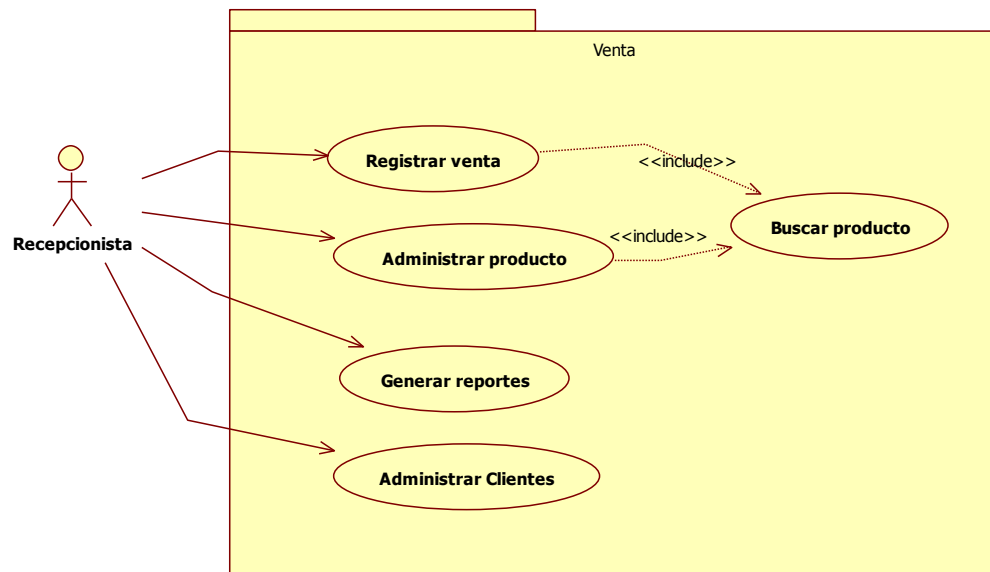 Venta
Registrar venta
<<include>>
Buscar producto
Recepcionista
<<include>>
Administrar producto
Generar reportes
Administrar Clientes